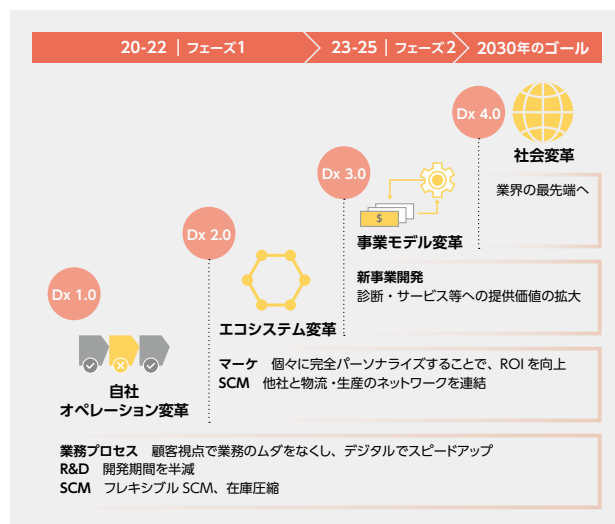 20-22 | フェーズ1
23-25 | フェーズ2
2030年のゴール
Dx 4.0
社会変革
業界の最先端へ
Dx 3.0
$
事業モデル変革
新事業開発
診断・サービス等への提供価値の拡大
Dx 2.0
エコシステム変革
マーケ 個々に完全パーソナライズすることで、ROIを向上
SCM 他社と物流・生産のネットワークを連結
Dx 1.0
自社
オペレーション変革
業務プロセス 顧客視点で業務のムダをなくし、デジタルでスピードアップ
R&D 開発期間を半減
SCM フレキシブルSCM、在庫圧縮